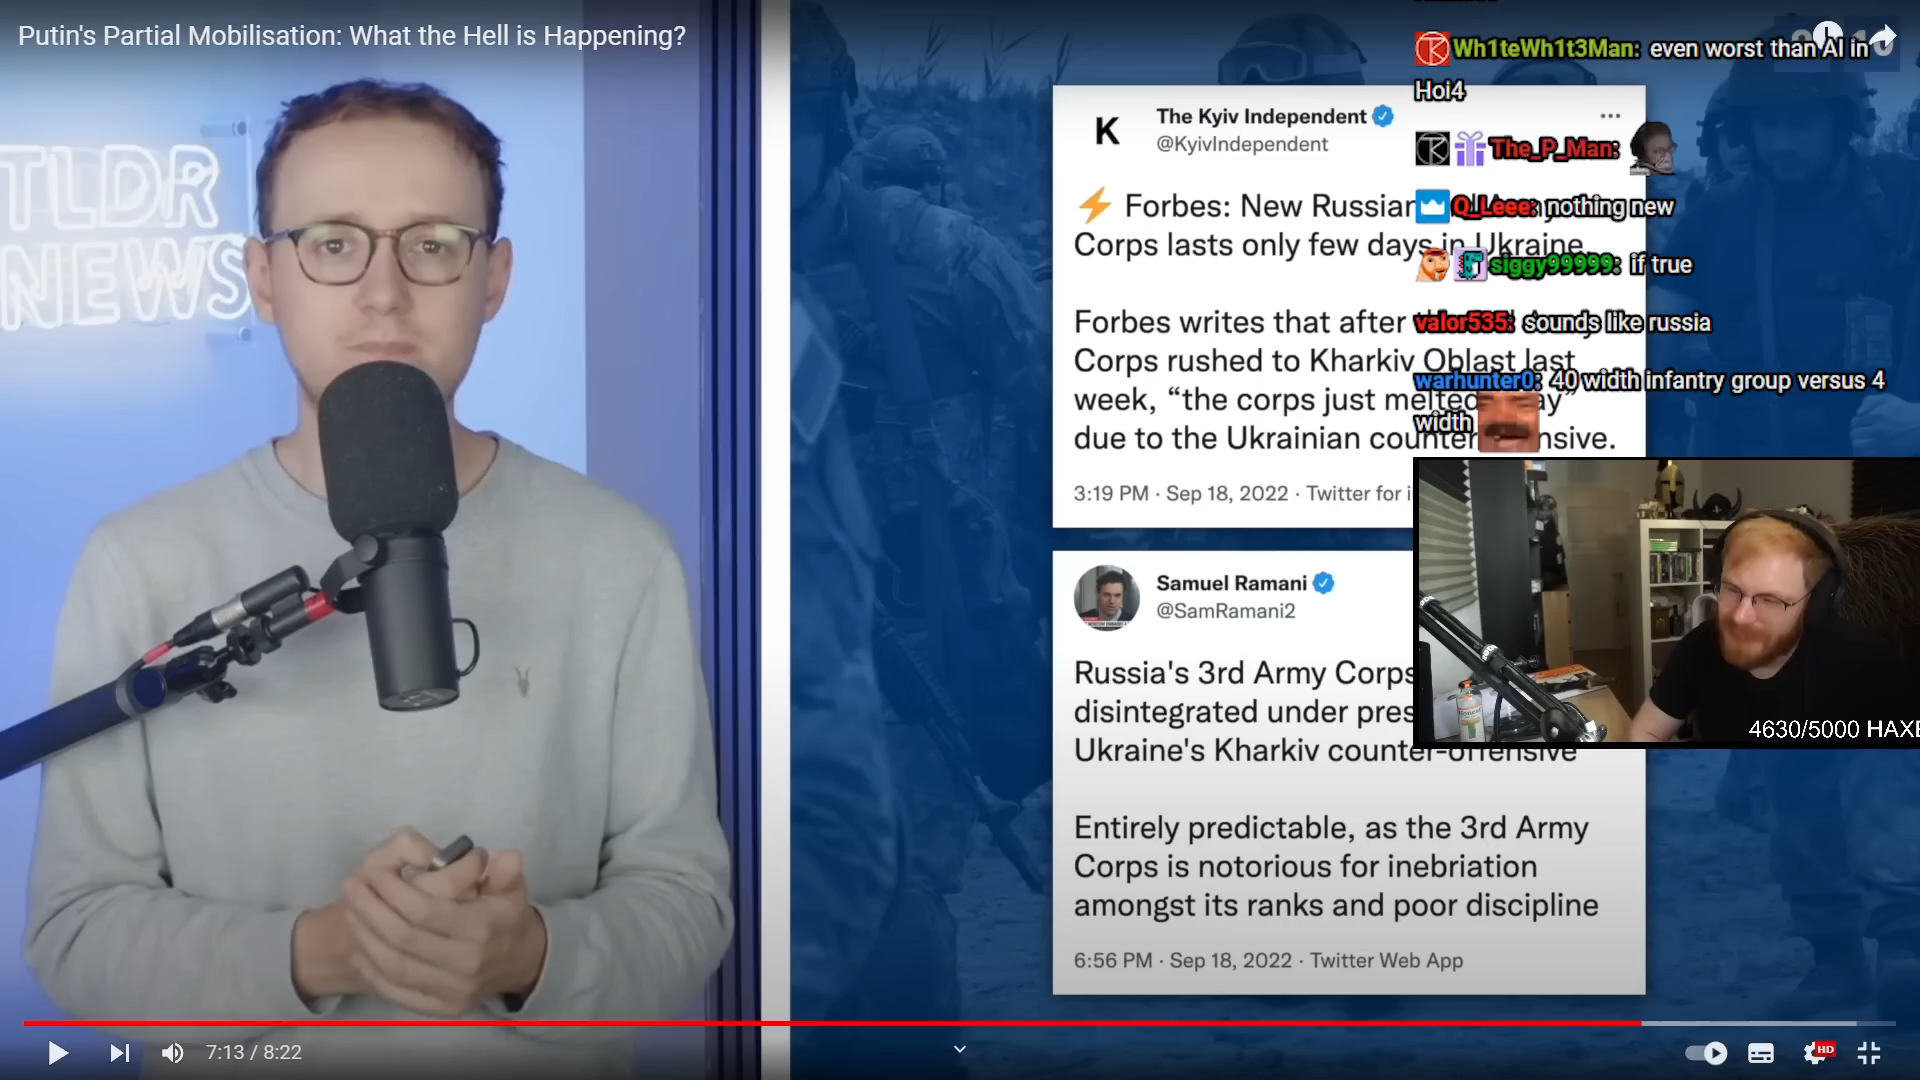 Putin's Partial Mobilisation: What the Hell is Happening?
TLDR
NEWS
The Kyiv Independent
@KyivIndependent
Forbes: New Russian
Corps lasts only few days in Ukraine.
Forbes writes that after
Corps rushed to Kharkiv Oblast last
week, “the corps just melted away”
due to the Ukrainian counter-offensive.
3:19 PM · Sep 18, 2022 · Twitter for
Samuel Ramani
@SamRamani2
Russia's 3rd Army Corps
disintegrated under
Ukraine's Kharkiv counter-offensive
Entirely predictable, as the 3rd Army
Corps is notorious for inebriation
amongst its ranks and poor discipline
6:56 PM · Sep 18, 2022 · Twitter Web App
Wh1teWh1t3Man: even worst than AI in
Hoi4
The_P_Man:
Q_Leee: nothing new
siggy99999: if true
valor535: sounds like russia
warhunter0: 40 width infantry group versus 4
width
4630/5000
7:13 / 8:22
HD